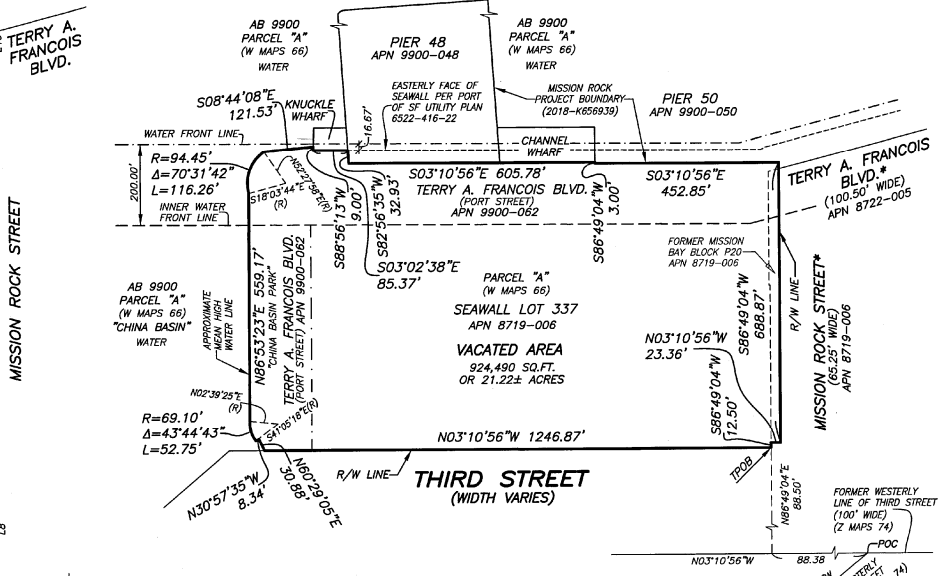 TERRY A.
FRANCOIS
BLVD.
AB 9900
PARCEL "A"
(W MAPS 66)
WATER
PIER 48
APN 9900-048
AB 9900
PARCEL "A"
(W MAPS 66)
WATER
EASTERLY FACE OF
SEAWALL PER PORT
OF SF UTILITY PLAN
6522-416-22
MISSION ROCK
PROJECT BOUNDARY
(2018-K656939)
PIER 50
APN 9900-050
S08°44'08"E
121.53'
KNUCKLE
WHARF
16.67'
WATER FRONT LINE
CHANNEL
WHARF
R=94.45'
Δ=70°31'42"
L=116.26'
N52°27'58"E(R)
S18°03'44"E
(R)
200.00'
INNER WATER
FRONT LINE
S88°56'13"W
9.00'
S82°56'35"W
32.93'
S03°10'56"E 605.78'
TERRY A. FRANCOIS BLVD.
(PORT STREET)
APN 9900-062
S86°49'04"W
3.00'
S03°10'56"E
452.85'
TERRY A. FRANCOIS
BLVD.*
(100.50' WIDE)
APN 8722-005
S03°02'38"E
85.37'
FORMER MISSION
BAY BLOCK P20
APN 8719-006
MISSION ROCK STREET
AB 9900
PARCEL "A"
(W MAPS 66)
"CHINA BASIN"
WATER
APPROXIMATE
MEAN HIGH
WATER LINE
N86°53'23"E 559.17'
"CHINA BASIN PARK"
TERRY A. FRANCOIS BLVD.
(PORT STREET) APN 9900-062
PARCEL "A"
(W MAPS 66)
SEAWALL LOT 337
APN 8719-006
VACATED AREA
924,490 SQ.FT.
OR 21.22± ACRES
S86°49'04"W
688.87'
R/W LINE
MISSION ROCK STREET*
(65.25' WIDE)
APN 8719-006
N03°10'56"W
23.36'
S86°49'04"W
12.50'
N02°39'25"E
(R)
S41°05'18"E(R)
R=69.10'
Δ=43°44'43"
L=52.75'
N03°10'56"W 1246.87'
N30°57'35"W
8.34'
N60°29'05"E
30.88'
R/W LINE
THIRD STREET
(WIDTH VARIES)
TPOB
N86°49'04"E
88.50'
FORMER WESTERLY
LINE OF THIRD STREET
(100' WIDE)
(Z MAPS 74)
POC
N03°10'56"W 88.38
74)